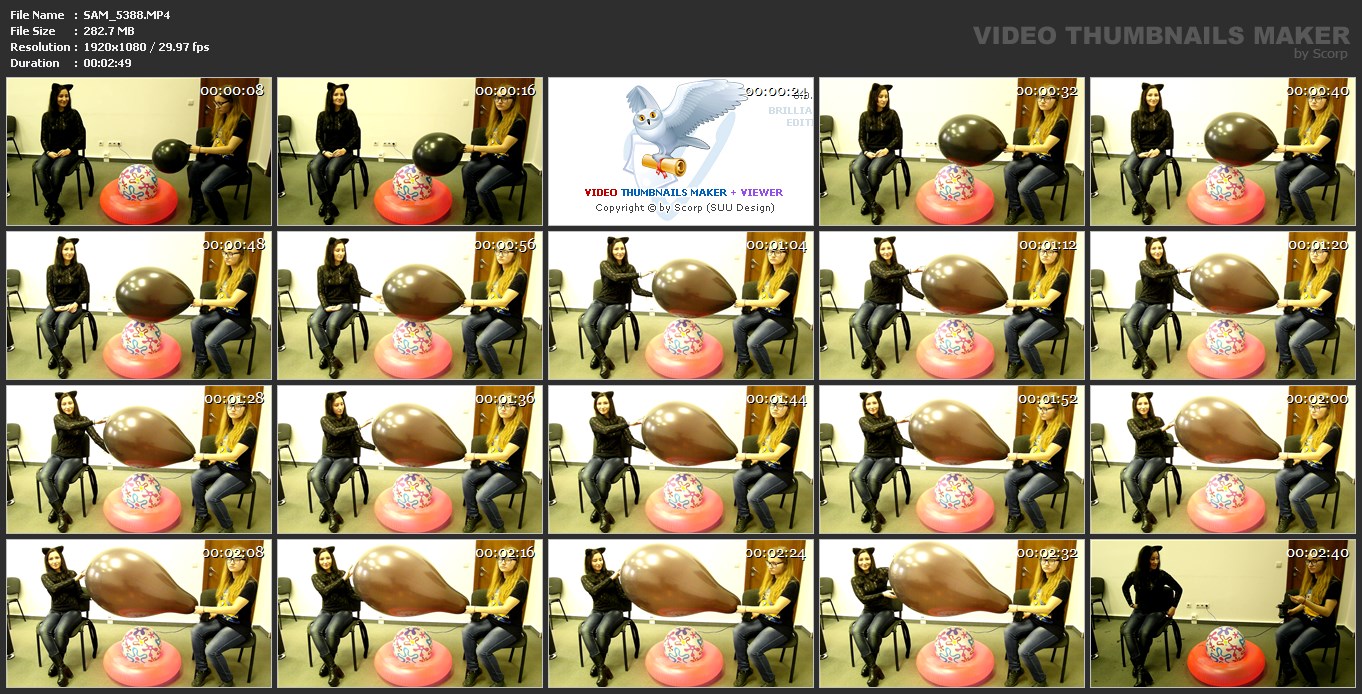 File Name : SAM_5388.MP4
File Size : 282.7 MB
Resolution : 1920x1080 / 29.97 fps
Duration : 00:02:49
VIDEO THUMBNAILS MAKER
by Scorp
00:00:08
00:00:16
00:00:24
BRILLIA
EDIT
VIDEO THUMBNAILS MAKER + VIEWER
Copyright © by Scorp (SUU Design)
00:00:32
00:00:40
00:00:48
00:00:56
00:01:04
00:01:12
00:01:20
00:01:28
00:01:36
00:01:44
00:01:52
00:02:00
00:02:08
00:02:16
00:02:24
00:02:32
00:02:40